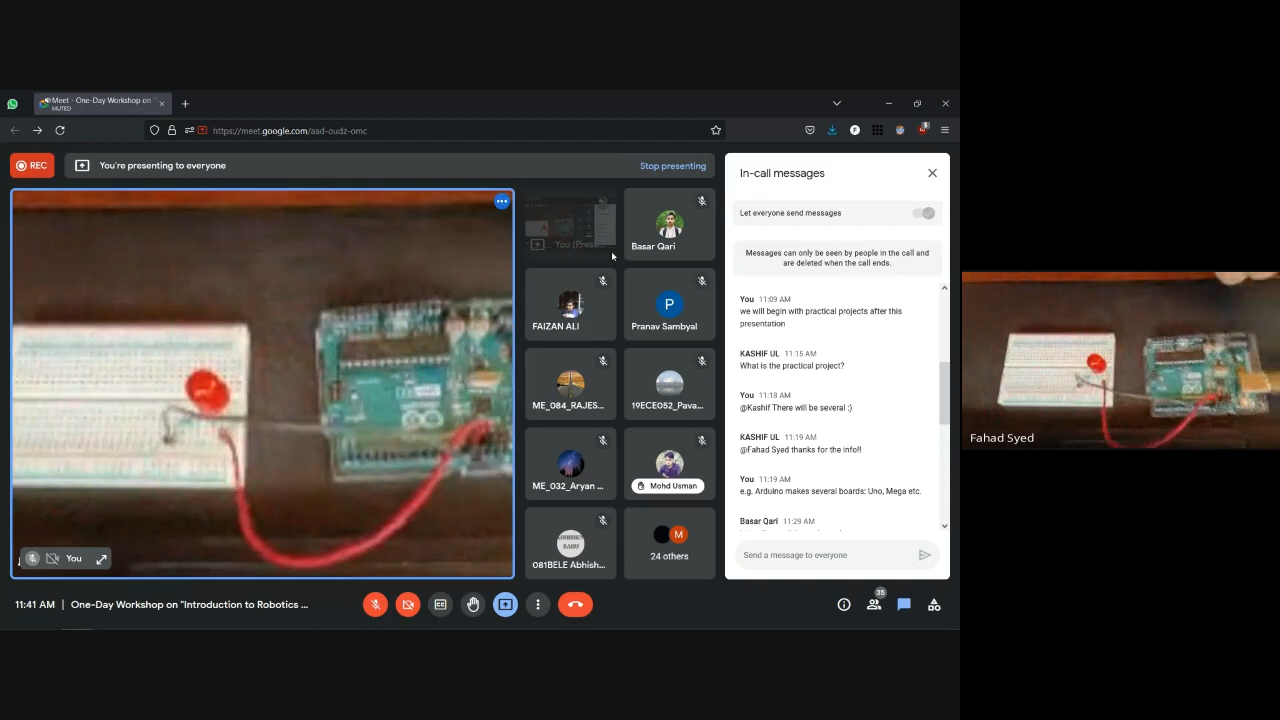 Meet - One-Day Workshop on
MUTED
https://meet.google.com/aad-oudz-omc
5
REC
You're presenting to everyone
Stop presenting
You (Pres...
Basar Qari
FAIZAN ALI
Pranav Sambyal
ME_084_RAJES...
19ECE052_Pava...
ME_032_Aryan ...
Mohd Usman
081BELE Abhish...
M
24 others
P
You
In-call messages
Let everyone send messages
Messages can only be seen by people in the call and
are deleted when the call ends.
You 11:09 AM
we will begin with practical projects after this
presentation
KASHIF UL 11:15 AM
What is the practical project?
You 11:18 AM
@Kashif There will be several :)
KASHIF UL 11:19 AM
@Fahad Syed thanks for the info!!
You 11:19 AM
e.g. Arduino makes several boards: Uno, Mega etc.
Basar Qari 11:29 AM
Send a message to everyone
11:41 AM | One-Day Workshop on "Introduction to Robotics ...
35
Fahad Syed